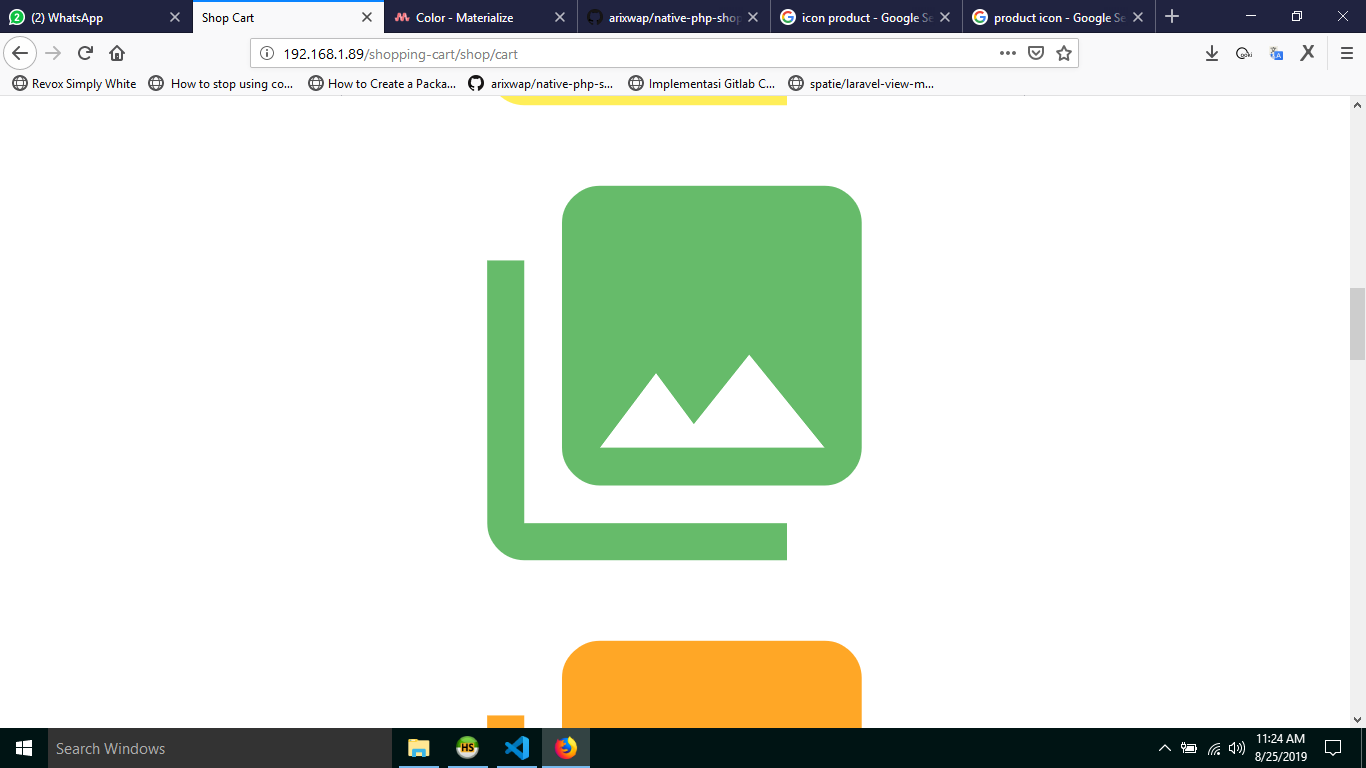 (2) WhatsApp
Shop Cart
Color - Materialize
arixwap/native-php-shop
icon product - Google Se
product icon - Google Se
192.168.1.89/shopping-cart/shop/cart
Revox Simply White
How to stop using co...
How to Create a Packa...
arixwap/native-php-s...
Implementasi Gitlab C...
spatie/laravel-view-m...
Search Windows
HS
11:24 AM
8/25/2019